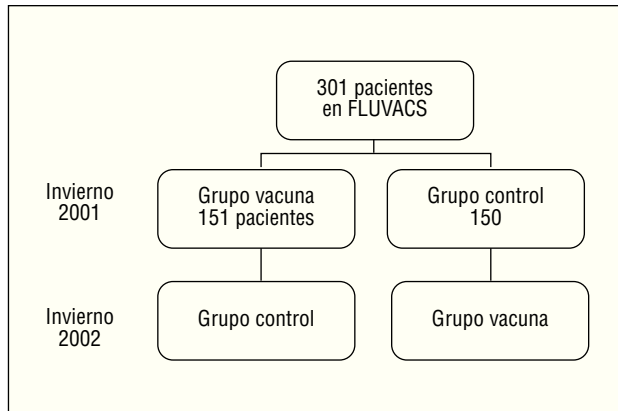 301 pacientes
en FLUVACS
Invierno
2001
Grupo vacuna
151 pacientes
Grupo control
150
Invierno
2002
Grupo control
Grupo vacuna